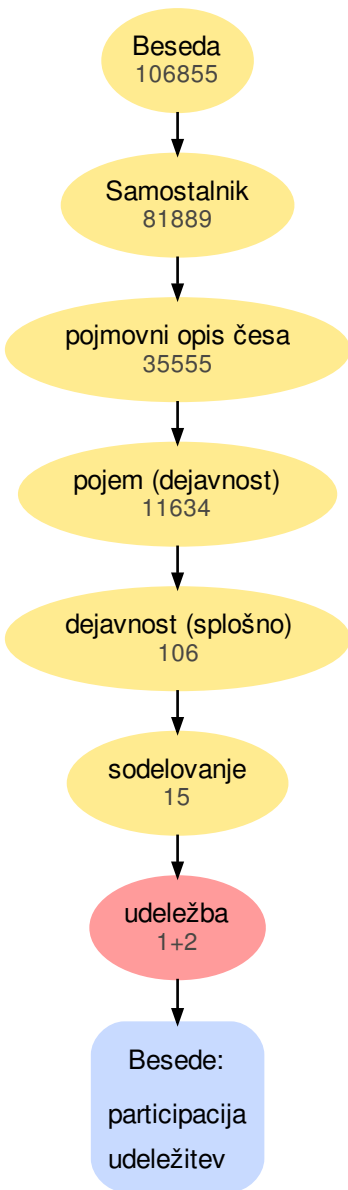 Beseda
106855
Samostalnik
81889
pojmovni opis česa
35555
pojem (dejavnost)
11634
dejavnost (splošno)
106
sodelovanje
15
udeležba
1+2
Besede:
participacija
udeležitev